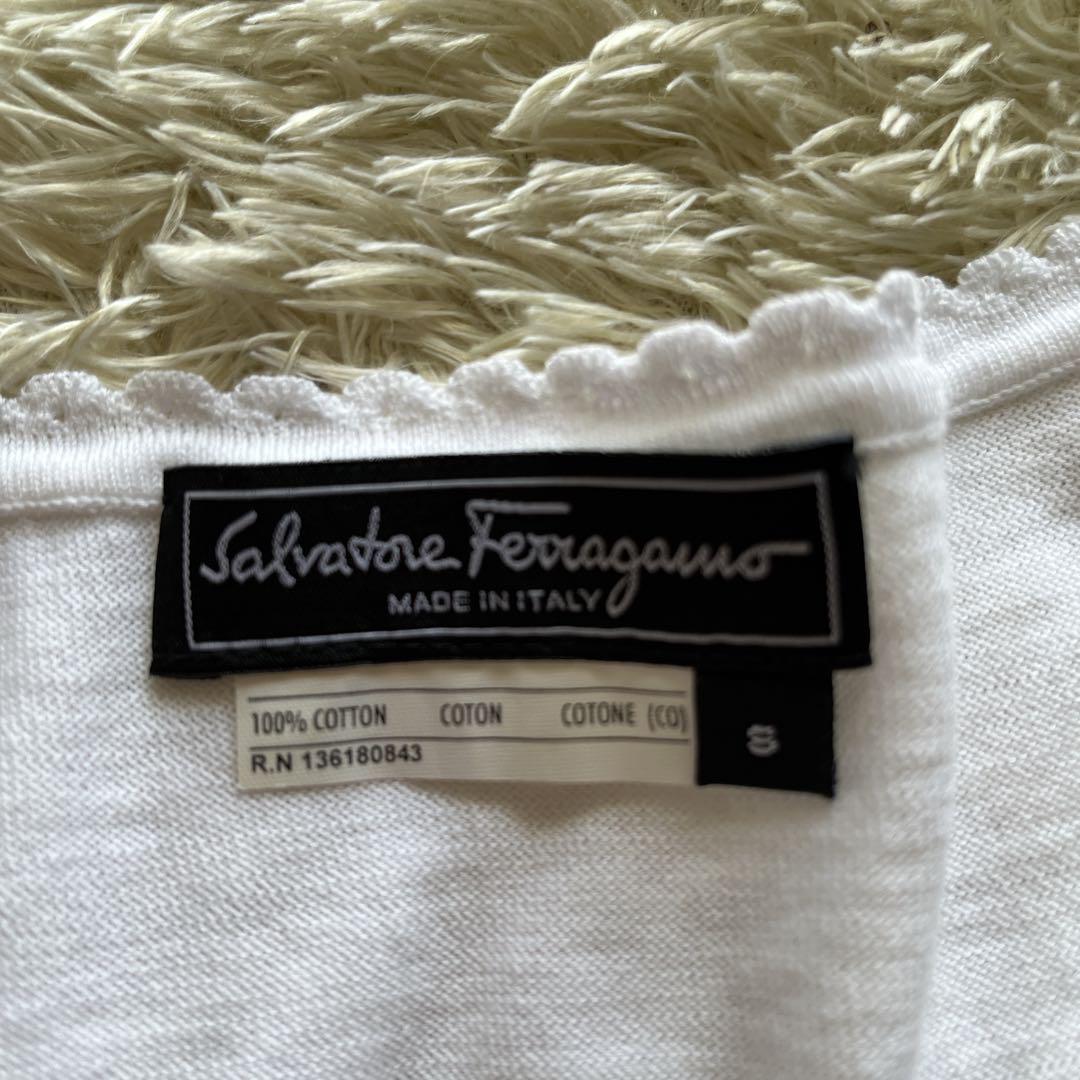 Salvatore Ferragamo
MADE IN ITALY
100% COTTON COTON COTONE (CO)
R.N 136180843